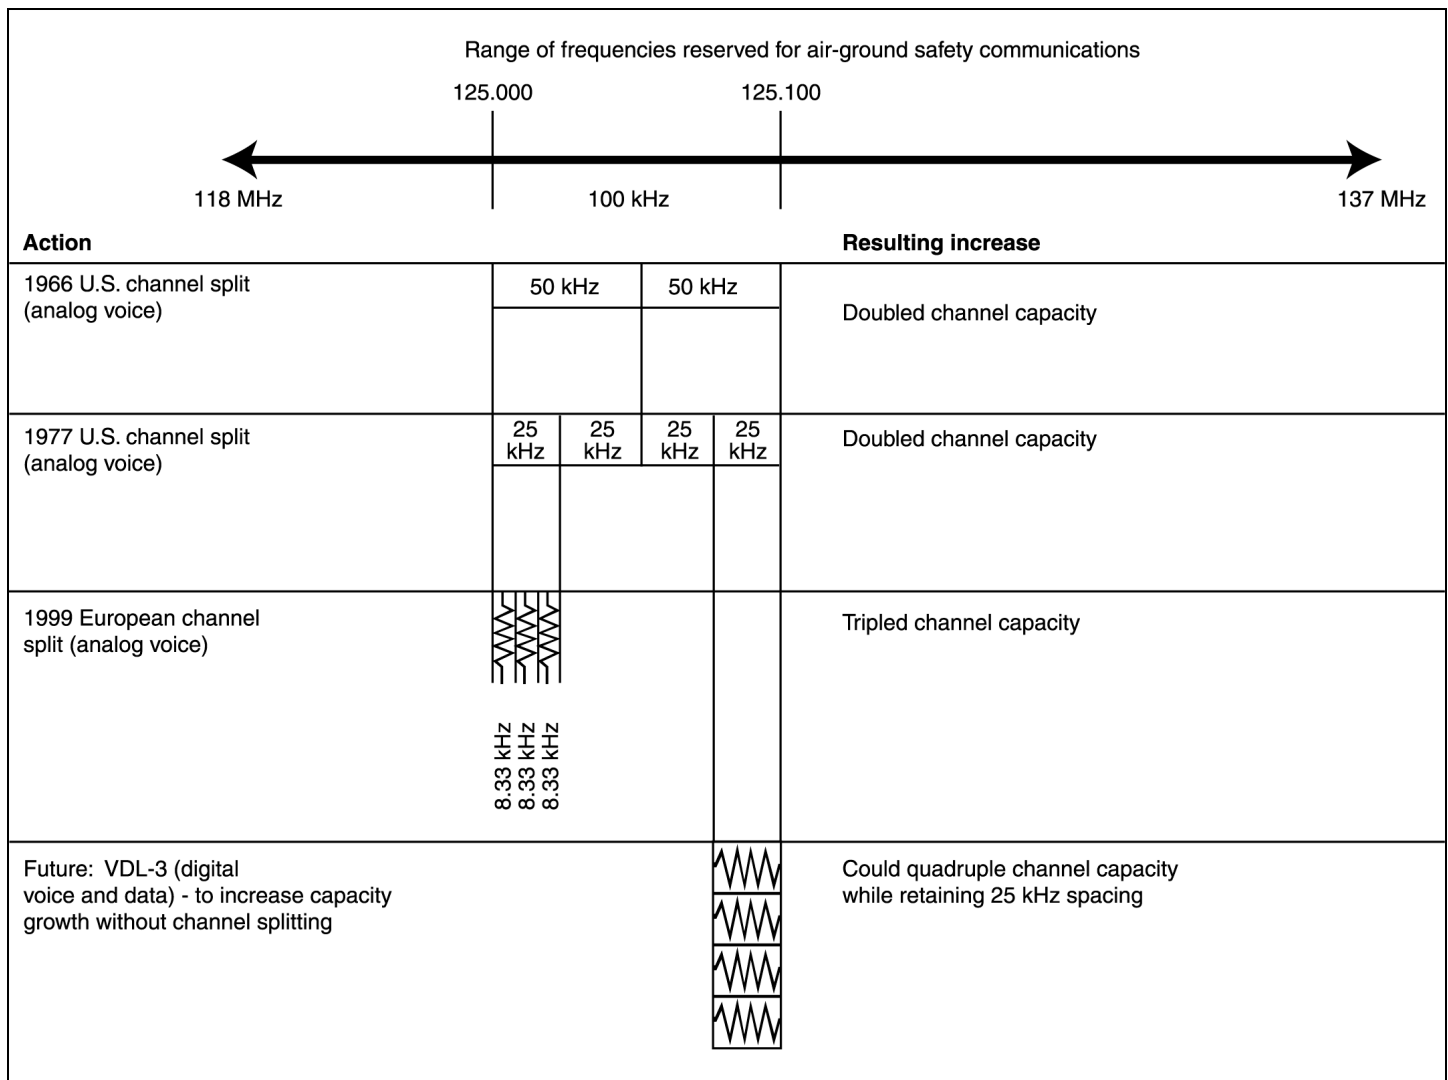 Range of frequencies reserved for air-ground safety communications
125.000
125.100
118 MHz
100 kHz
137 MHz
Action
Resulting increase
1966 U.S. channel split
(analog voice)
50 kHz
50 kHz
Doubled channel capacity
1977 U.S. channel split
(analog voice)
25
kHz
25
kHz
25
kHz
25
kHz
Doubled channel capacity
1999 European channel
split (analog voice)
Tripled channel capacity
8.33 kHz
8.33 kHz
8.33 kHz
Future:  VDL-3 (digital
voice and data) - to increase capacity
growth without channel splitting
Could quadruple channel capacity
while retaining 25 kHz spacing